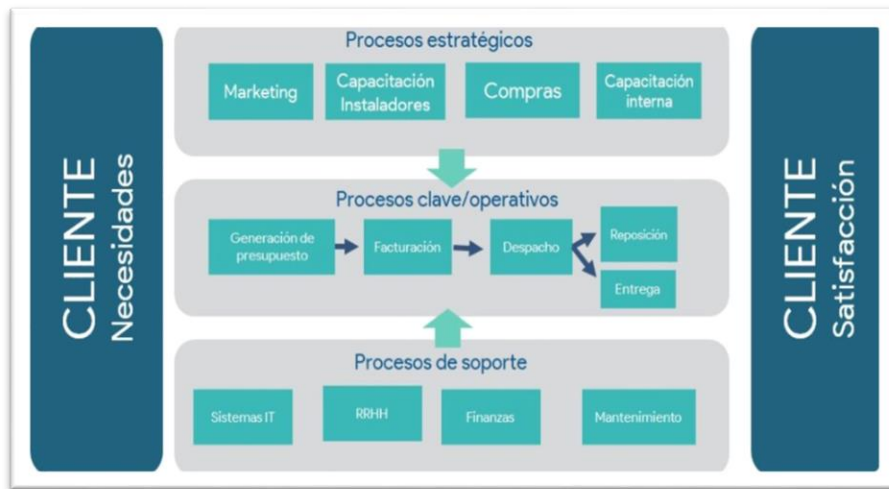 CLIENTE
Necesidades
Procesos estratégicos
Marketing
Capacitación
Instaladores
Compras
Capacitación
interna
Procesos clave/operativos
Generación de
presupuesto
Facturación
Despacho
Reposición
Entrega
Procesos de soporte
Sistemas IT
RRHH
Finanzas
Mantenimiento
CLIENTE
Satisfacción